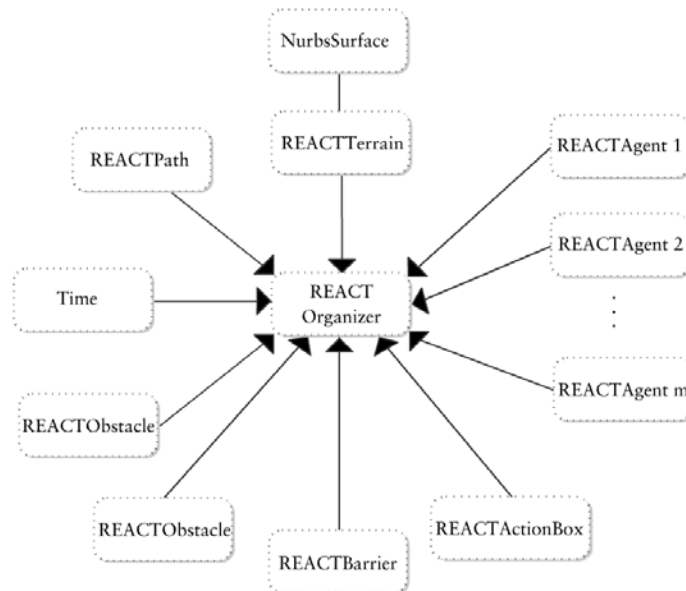 NurbsSurface
REACTTerrain
REACTAgent 1
REACTPath
REACTAgent 2
Time
REACT
Organizer
REACTAgent m
REACTObstacle
REACTObstacle
REACTActionBox
REACTBarrier